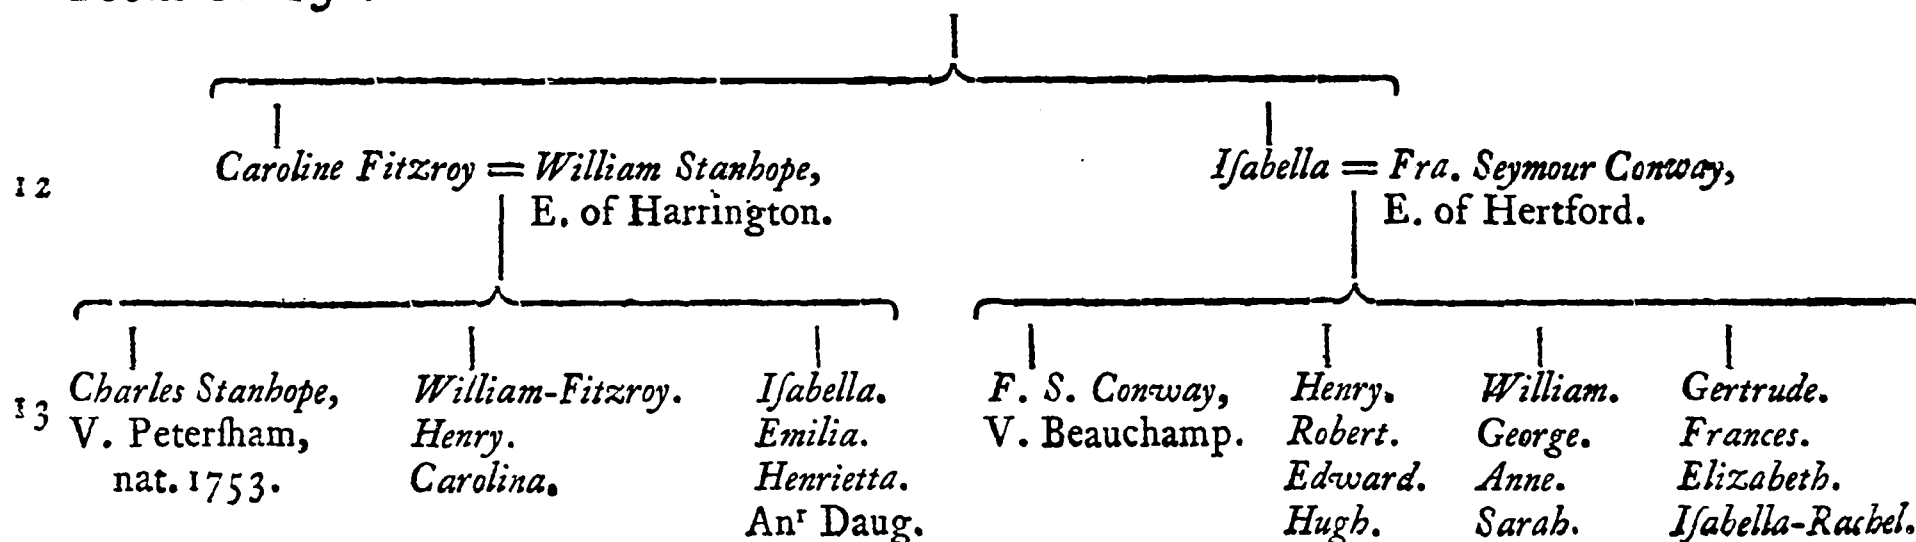 12 Caroline Fitzroy = William Stanhope,
E. of Harrington.
Iſabella = Fra. Seymour Conway,
E. of Hertford.
13 Charles Stanhope,
V. Peterſham,
nat. 1753.
William-Fitzroy.
Henry.
Carolina.
Iſabella.
Emilia.
Henrietta.
Anʳ Daug.
F. S. Conway,
V. Beauchamp.
Henry.
Robert.
Edward.
Hugh.
William.
George.
Anne.
Sarah.
Gertrude.
Frances.
Elizabeth.
Iſabella-Rachel.